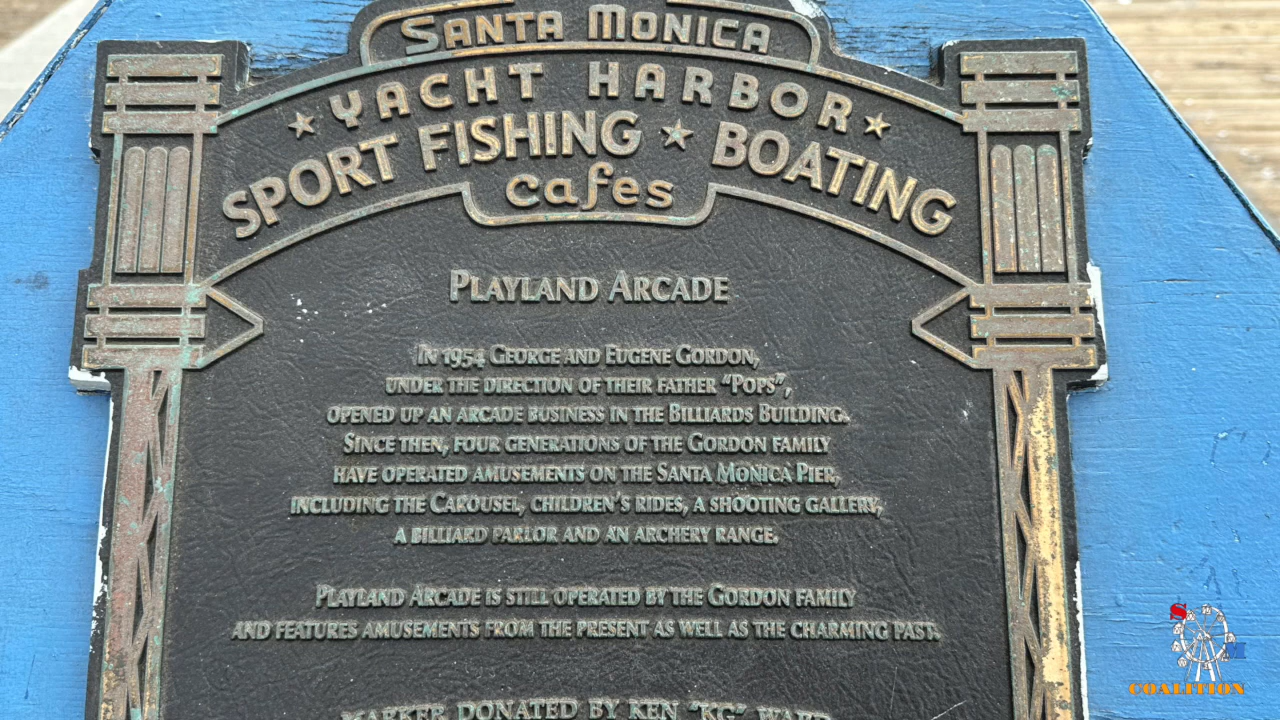 SANTA MONICA
YACHT HARBOR
SPORT FISHING BOATING
cafes
PLAYLAND ARCADE
IN 1954 GEORGE AND EUGENE GORDON,
UNDER THE DIRECTION OF THEIR FATHER "POPS",
OPENED UP AN ARCADE BUSINESS IN THE BILLIARDS BUILDING.
SINCE THEN, FOUR GENERATIONS OF THE GORDON FAMILY
HAVE OPERATED AMUSEMENTS ON THE SANTA MONICA PIER,
INCLUDING THE CAROUSEL, CHILDREN'S RIDES, A SHOOTING GALLERY,
A BILLIARD PARLOR AND AN ARCHERY RANGE.
PLAYLAND ARCADE IS STILL OPERATED BY THE GORDON FAMILY
AND FEATURES AMUSEMENTS FROM THE PRESENT AS WELL AS THE CHARMING PAST.
MARKER DONATED BY KEN "KG" WARD
S M
COALITION